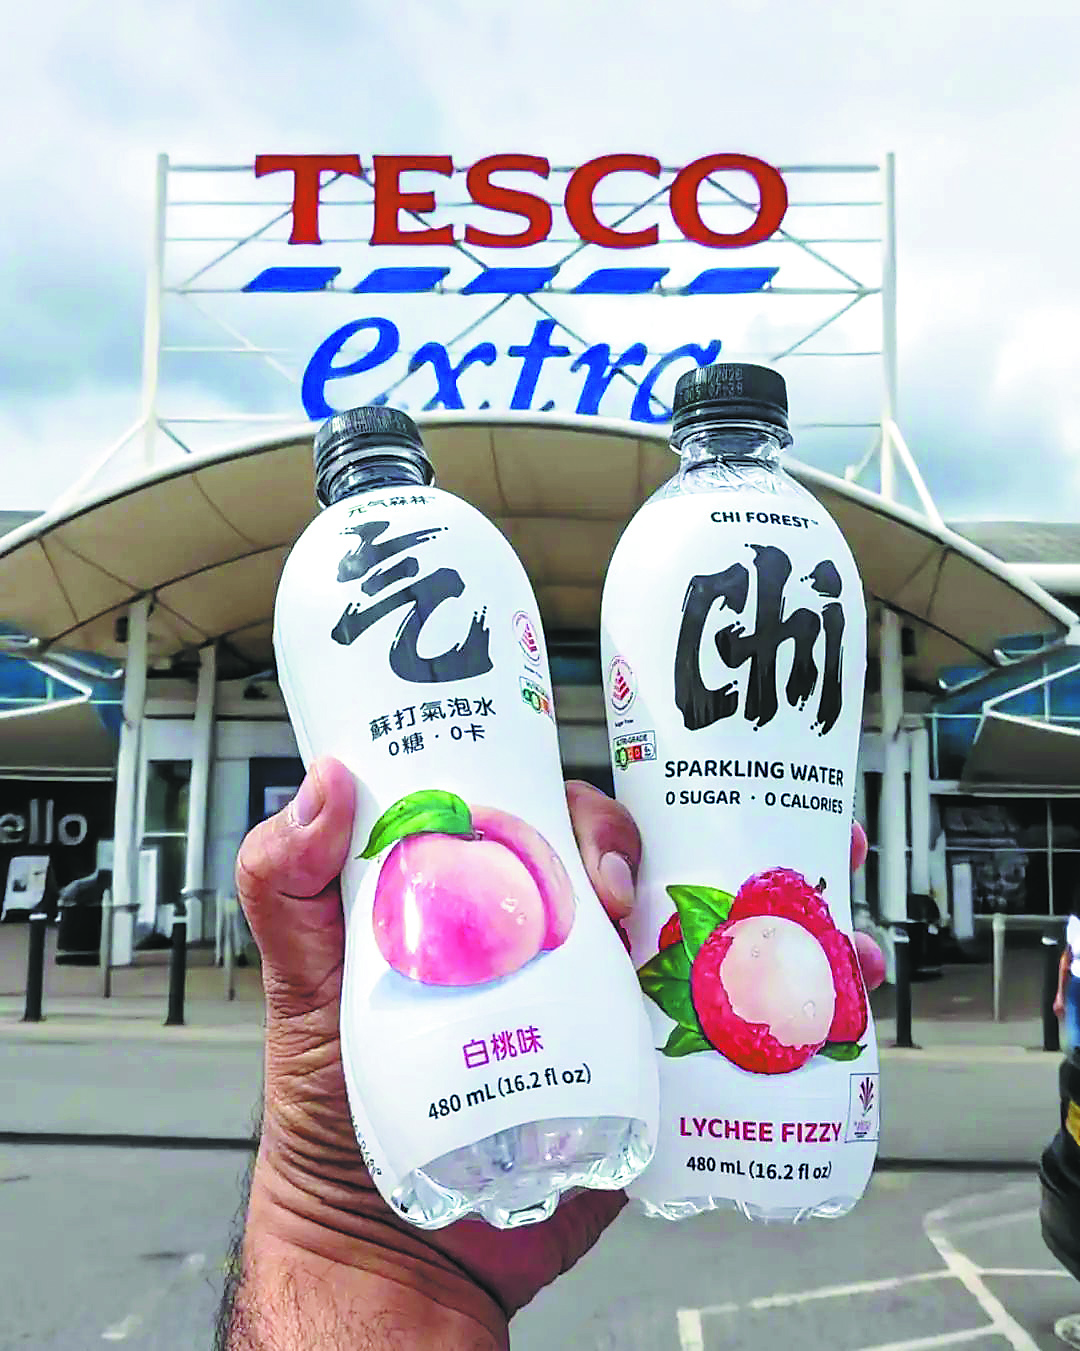 TESCO
extra
元气森林
气
蘇打氣泡水
0糖 · 0卡
白桃味
480 mL (16.2 fl oz)
CHI FOREST™
Chi
SPARKLING WATER
0 SUGAR · 0 CALORIES
NUTRI-GRADE
LYCHEE FIZZY
480 mL (16.2 fl oz)
ello